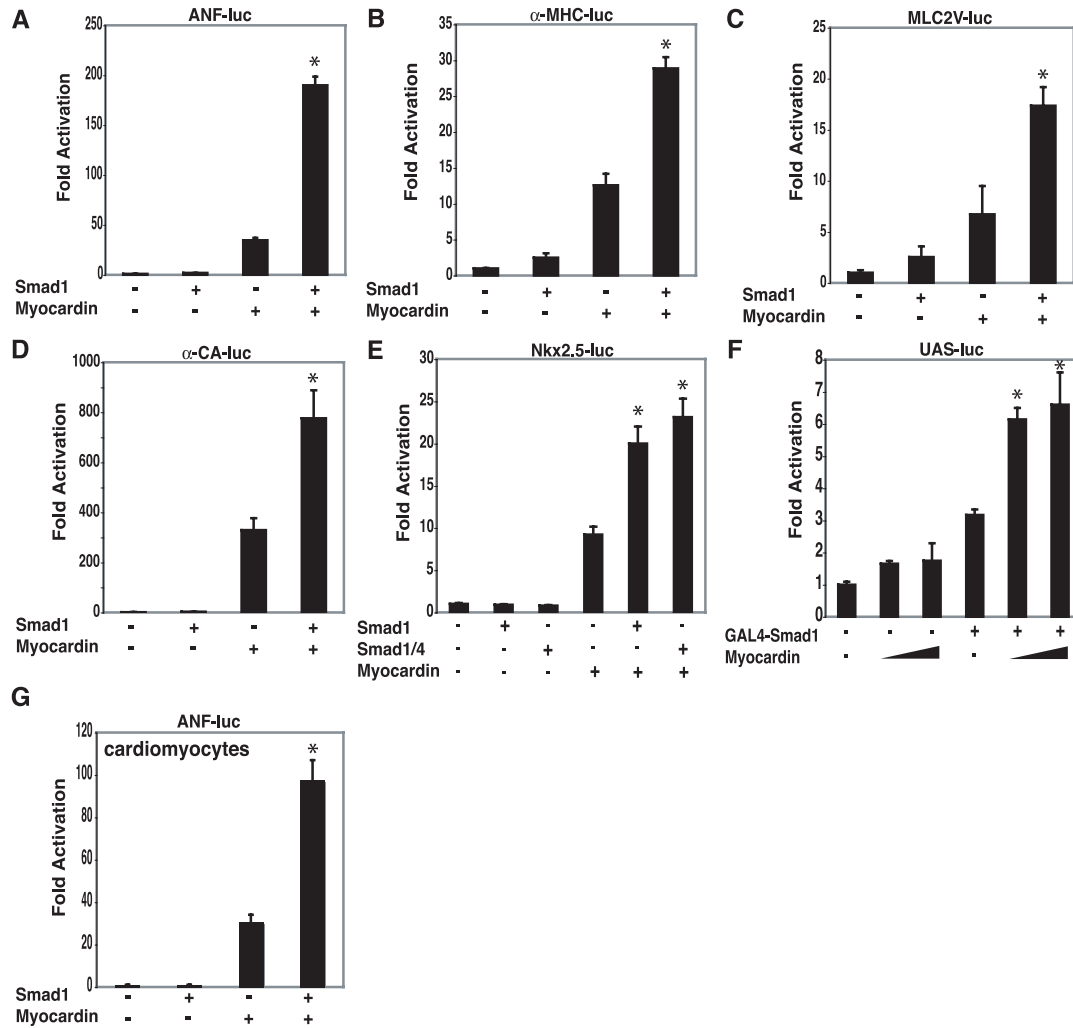 A
ANF-luc
Fold Activation
250
200
150
100
50
0
*
Smad1 - + - +
Myocardin - - + +
B
α-MHC-luc
Fold Activation
35
30
25
20
15
10
5
0
*
Smad1 - + - +
Myocardin - - + +
C
MLC2V-luc
Fold Activation
25
20
15
10
5
0
*
Smad1 - + - +
Myocardin - - + +
D
α-CA-luc
Fold Activation
1000
800
600
400
200
0
*
Smad1 - + - +
Myocardin - - + +
E
Nkx2.5-luc
Fold Activation
30
25
20
15
10
5
0
* *
Smad1 - + - - + -
Smad1/4 - - + - - +
Myocardin - - - + + +
F
UAS-luc
Fold Activation
8
7
6
5
4
3
2
1
0
* *
GAL4-Smad1 - - - + + +
Myocardin - -
G
ANF-luc
cardiomyocytes
Fold Activation
120
100
80
60
40
20
0
*
Smad1 - + - +
Myocardin - - + +